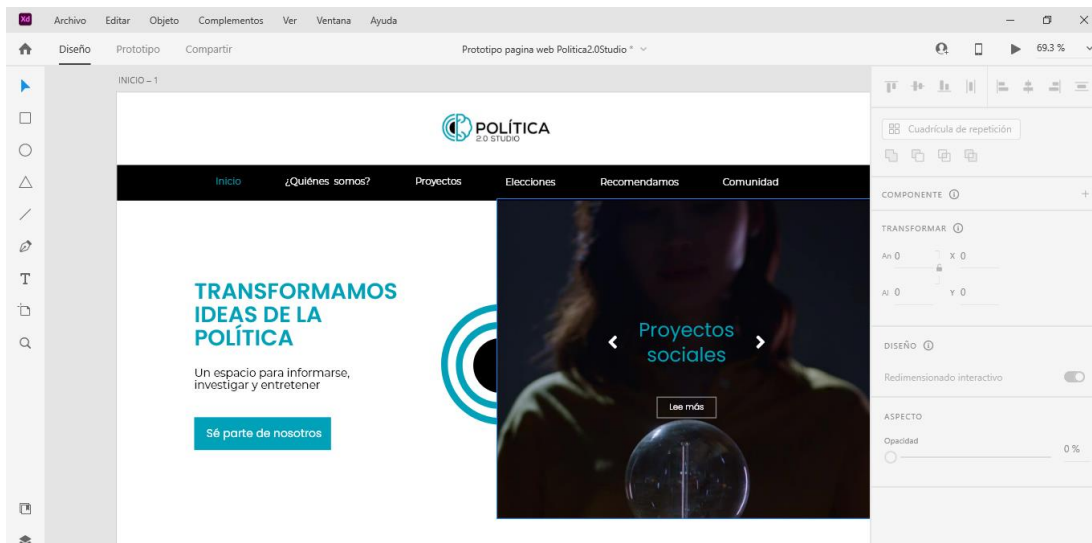 Xd Archivo Editar Objeto Complementos Ver Ventana Ayuda
Diseño Prototipo Compartir Prototipo pagina web Politica2.0Studio * 69.3 %
INICIO – 1
POLÍTICA
2.0 STUDIO
Inicio ¿Quiénes somos? Proyectos Elecciones Recomendamos Comunidad
TRANSFORMAMOS
IDEAS DE LA
POLÍTICA
Un espacio para informarse,
investigar y entretener
Sé parte de nosotros
Proyectos
sociales
Lee más
Cuadrícula de repetición
COMPONENTE
TRANSFORMAR
An 0 X 0
Al 0 Y 0
DISEÑO
Redimensionado interactivo
ASPECTO
Opacidad
0 %